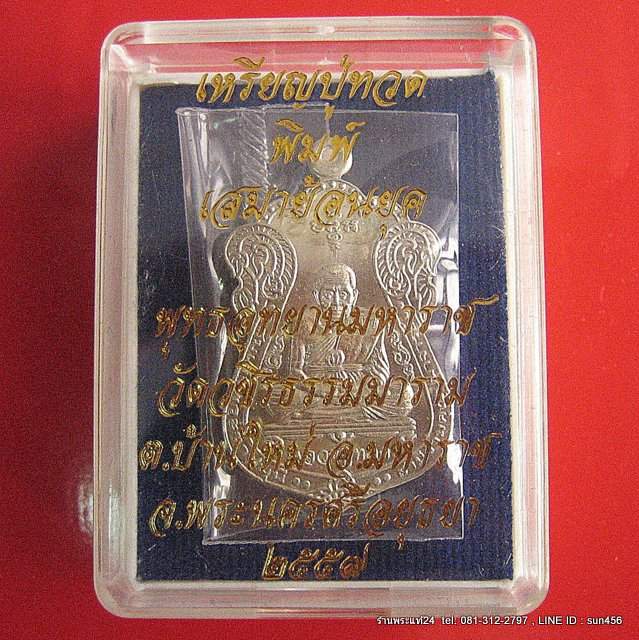 เหรียญปู่ทวด
พิมพ์
เสมาย้อนยุค
พุทธอุทยานมหาราช
วัดวชิรธรรมมาราม
ต.บ้านใหม่ อ.มหาราช
จ.พระนครศรีอยุธยา
๒๕๕๗
ร้านพระแท้24 tel: 081-312-2797 , LINE ID : sun456